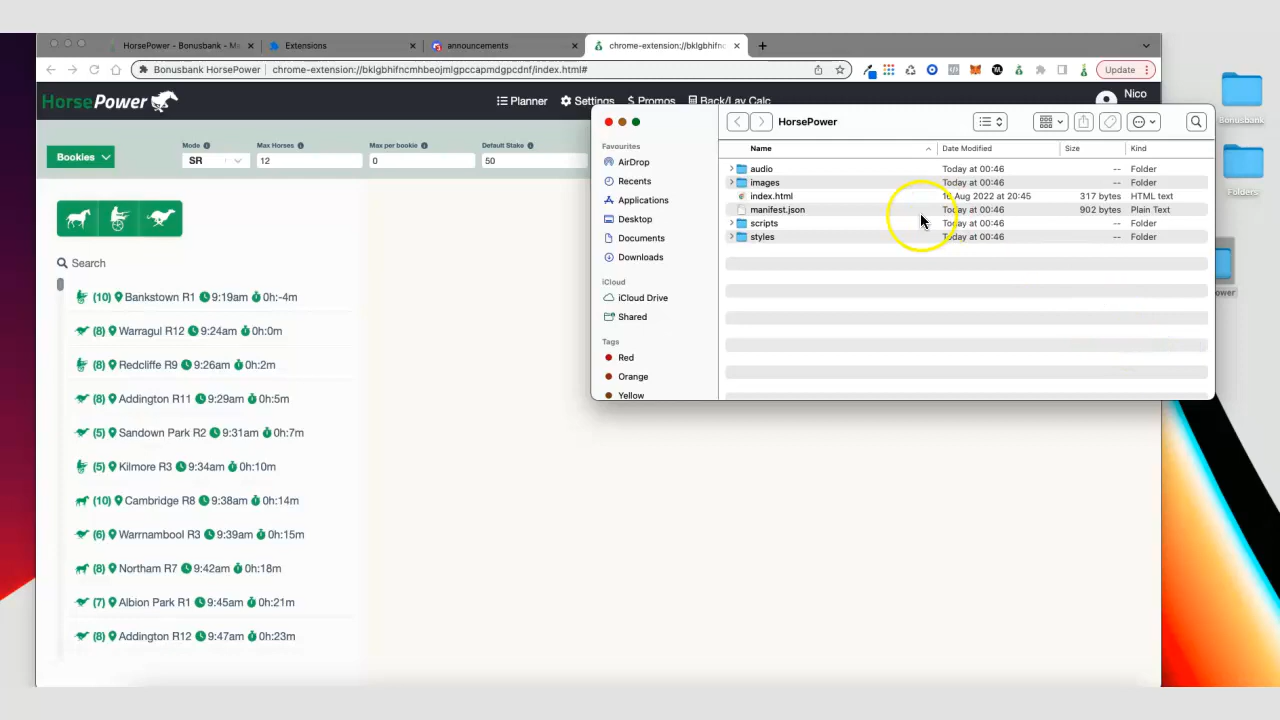 HorsePower - Bonusbank - Ma
Extensions
announcements
chrome-extension://bklgbhifnc
Bonusbank HorsePower
chrome-extension://bklgbhifncmhbeojmlgpccapmdgpcdnf/index.html#
Update
HorsePower
Planner
Settings
$ Promos
Back/Lay Calc
Nico
Bookies
Mode
SR
Max Horses
12
Max per bookie
0
Default Stake
50
Search
(10) Bankstown R1 9:19am 0h:-4m
(8) Warragul R12 9:24am 0h:0m
(8) Redcliffe R9 9:26am 0h:2m
(8) Addington R11 9:29am 0h:5m
(5) Sandown Park R2 9:31am 0h:7m
(5) Kilmore R3 9:34am 0h:10m
(10) Cambridge R8 9:38am 0h:14m
(6) Warrnambool R3 9:39am 0h:15m
(8) Northam R7 9:42am 0h:18m
(7) Albion Park R1 9:45am 0h:21m
(8) Addington R12 9:47am 0h:23m
HorsePower
Favourites
AirDrop
Recents
Applications
Desktop
Documents
Downloads
iCloud
iCloud Drive
Shared
Tags
Red
Orange
Yellow
Name Date Modified Size Kind
audio Today at 00:46 -- Folder
images Today at 00:46 -- Folder
index.html 16 Aug 2022 at 20:45 317 bytes HTML text
manifest.json Today at 00:46 902 bytes Plain Text
scripts Today at 00:46 -- Folder
styles Today at 00:46 -- Folder
Bonusbank
Folders
ower